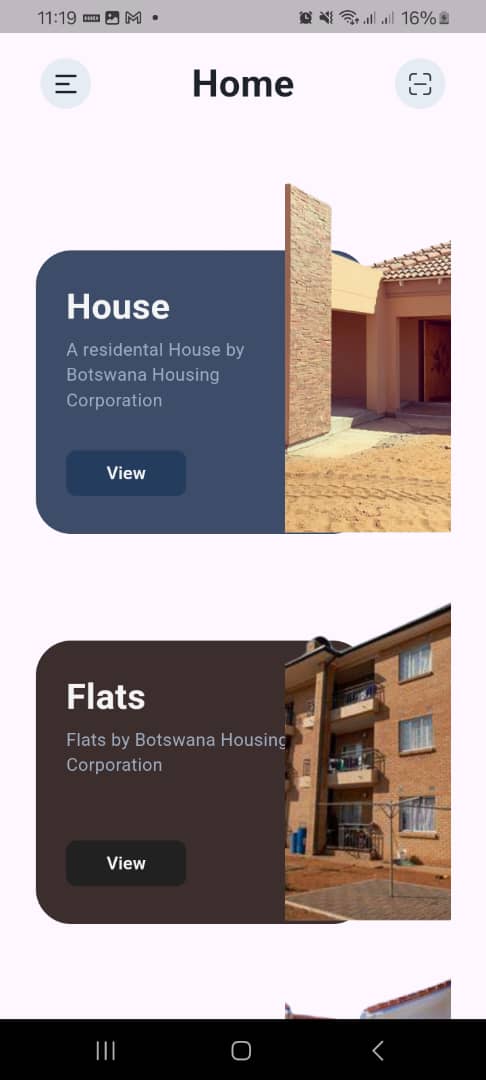 11:19
16%
Home
House
A residental House by
Botswana Housing
Corporation
View
Flats
Flats by Botswana Housing
Corporation
View